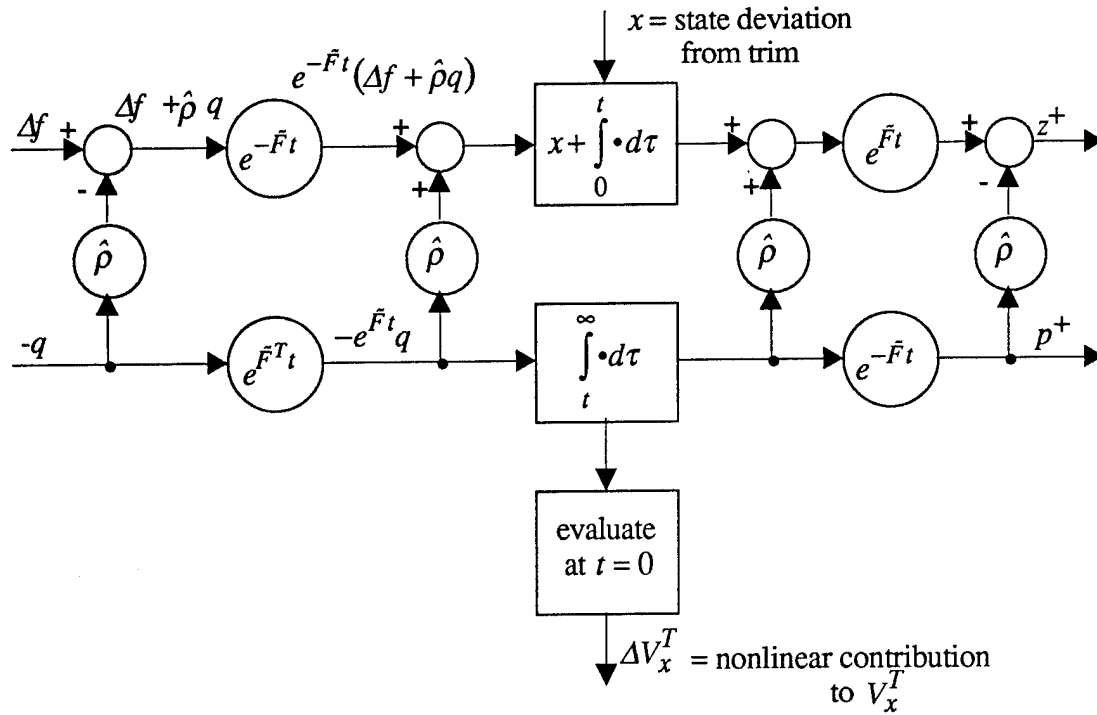 x = state deviation
from trim
e^{-F̃t}(Δf + ρ̂q)
Δf + Δf +ρ̂ q e^{-F̃t} + x + ∫_0^t • dτ + e^{F̃t} + z^+
- + + -
ρ̂ ρ̂ ρ̂ ρ̂
-q e^{F̃^T t} -e^{F̃t}q ∫_t^∞ • dτ e^{-F̃t} p^+
evaluate
at t = 0
ΔV_x^T = nonlinear contribution
to V_x^T